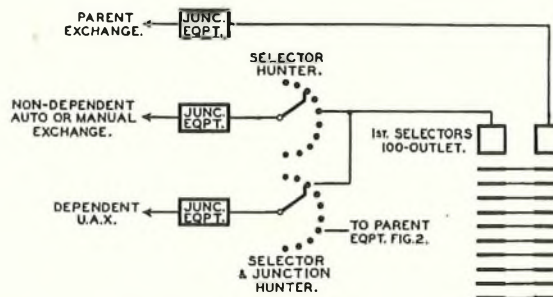 PARENT
EXCHANGE.
JUNC.
EQPT.
SELECTOR
HUNTER.
NON-DEPENDENT
AUTO OR MANUAL
EXCHANGE.
JUNC.
EQPT.
1ST. SELECTORS
100-OUTLET.
DEPENDENT
U.A.X.
JUNC.
EQPT.
TO PARENT
EQPT. FIG.2.
SELECTOR
& JUNCTION
HUNTER.